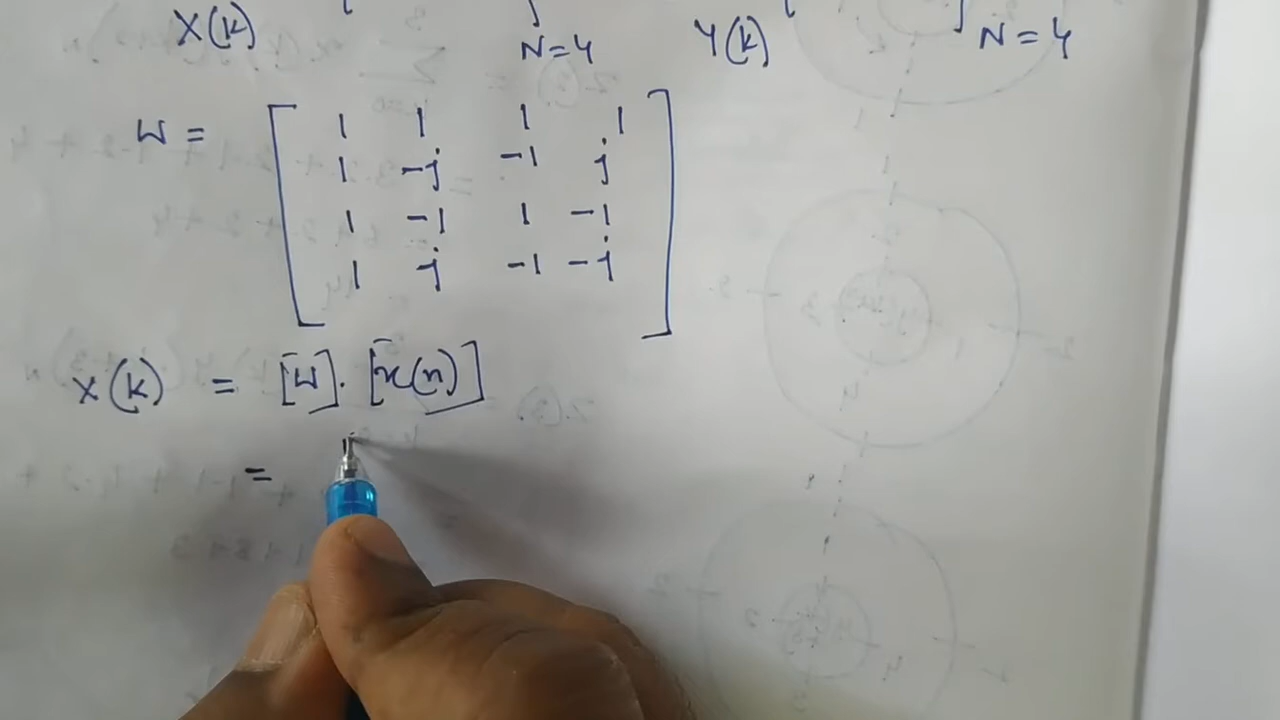 X(k) Y(k)
N=4 N=4
W = [ 1 1 1 1
1 -j -1 j
1 -1 1 -1
1 j -1 -j ]
X(k) = [W]. [x(n)]
=